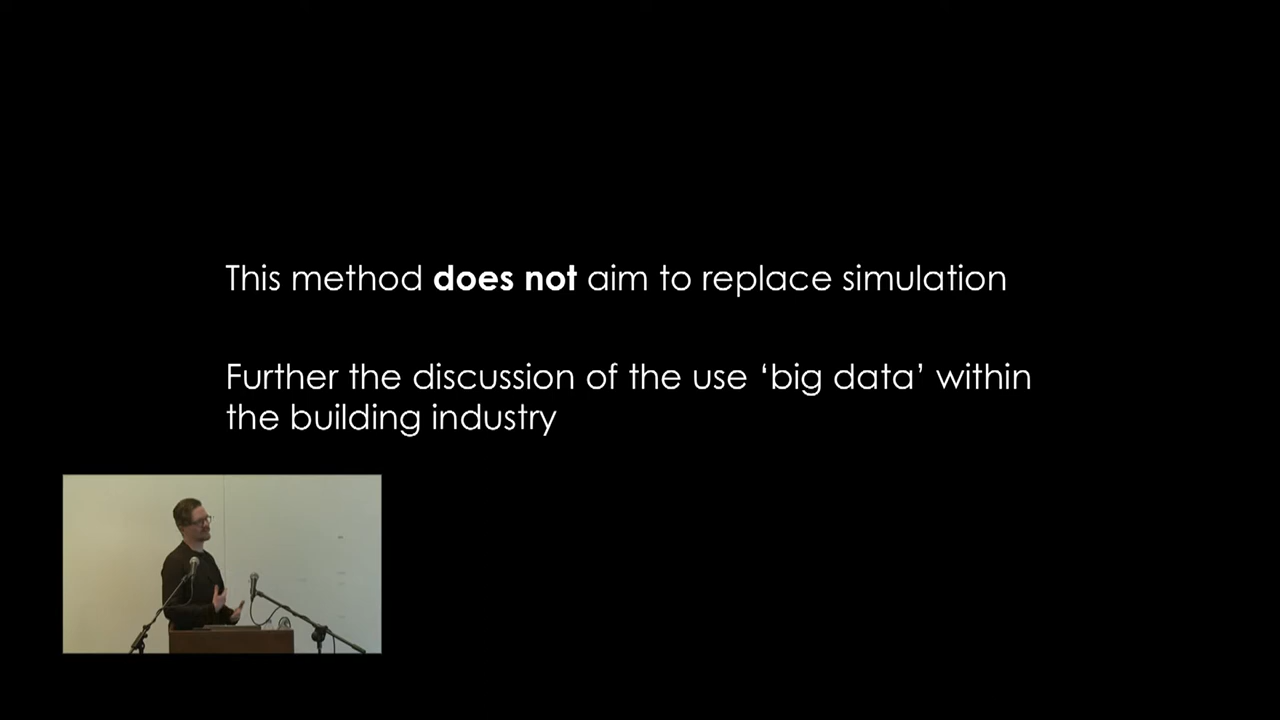 This method does not aim to replace simulation
Further the discussion of the use ‘big data’ within
the building industry